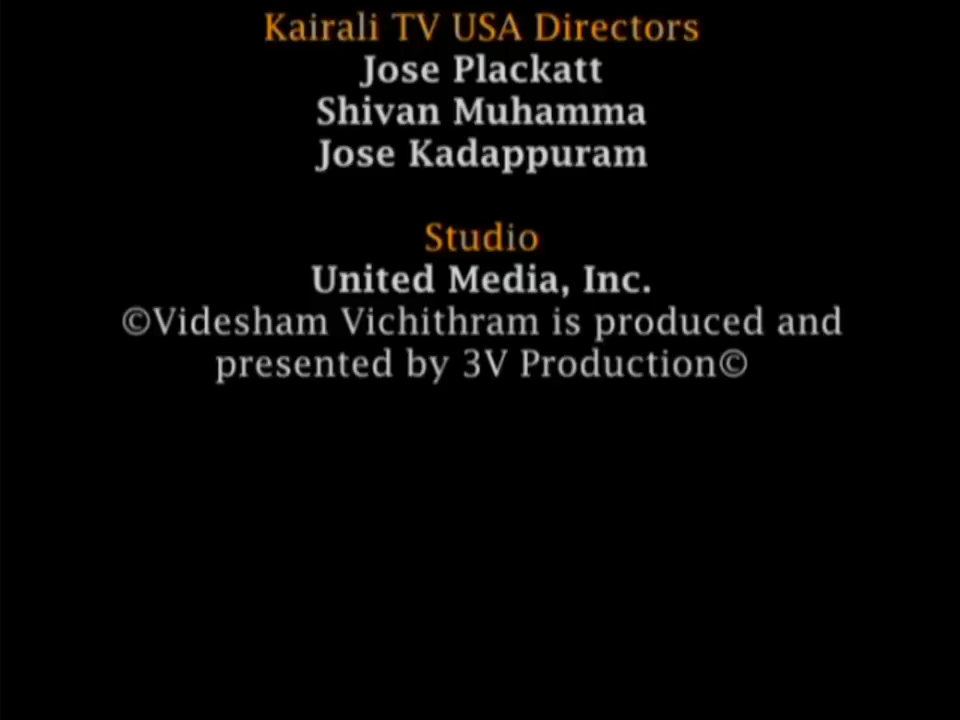 Kairali TV USA Directors
Jose Plackatt
Shivan Muhamma
Jose Kadappuram
Studio
United Media, Inc.
©Videsham Vichithram is produced and
presented by 3V Production©